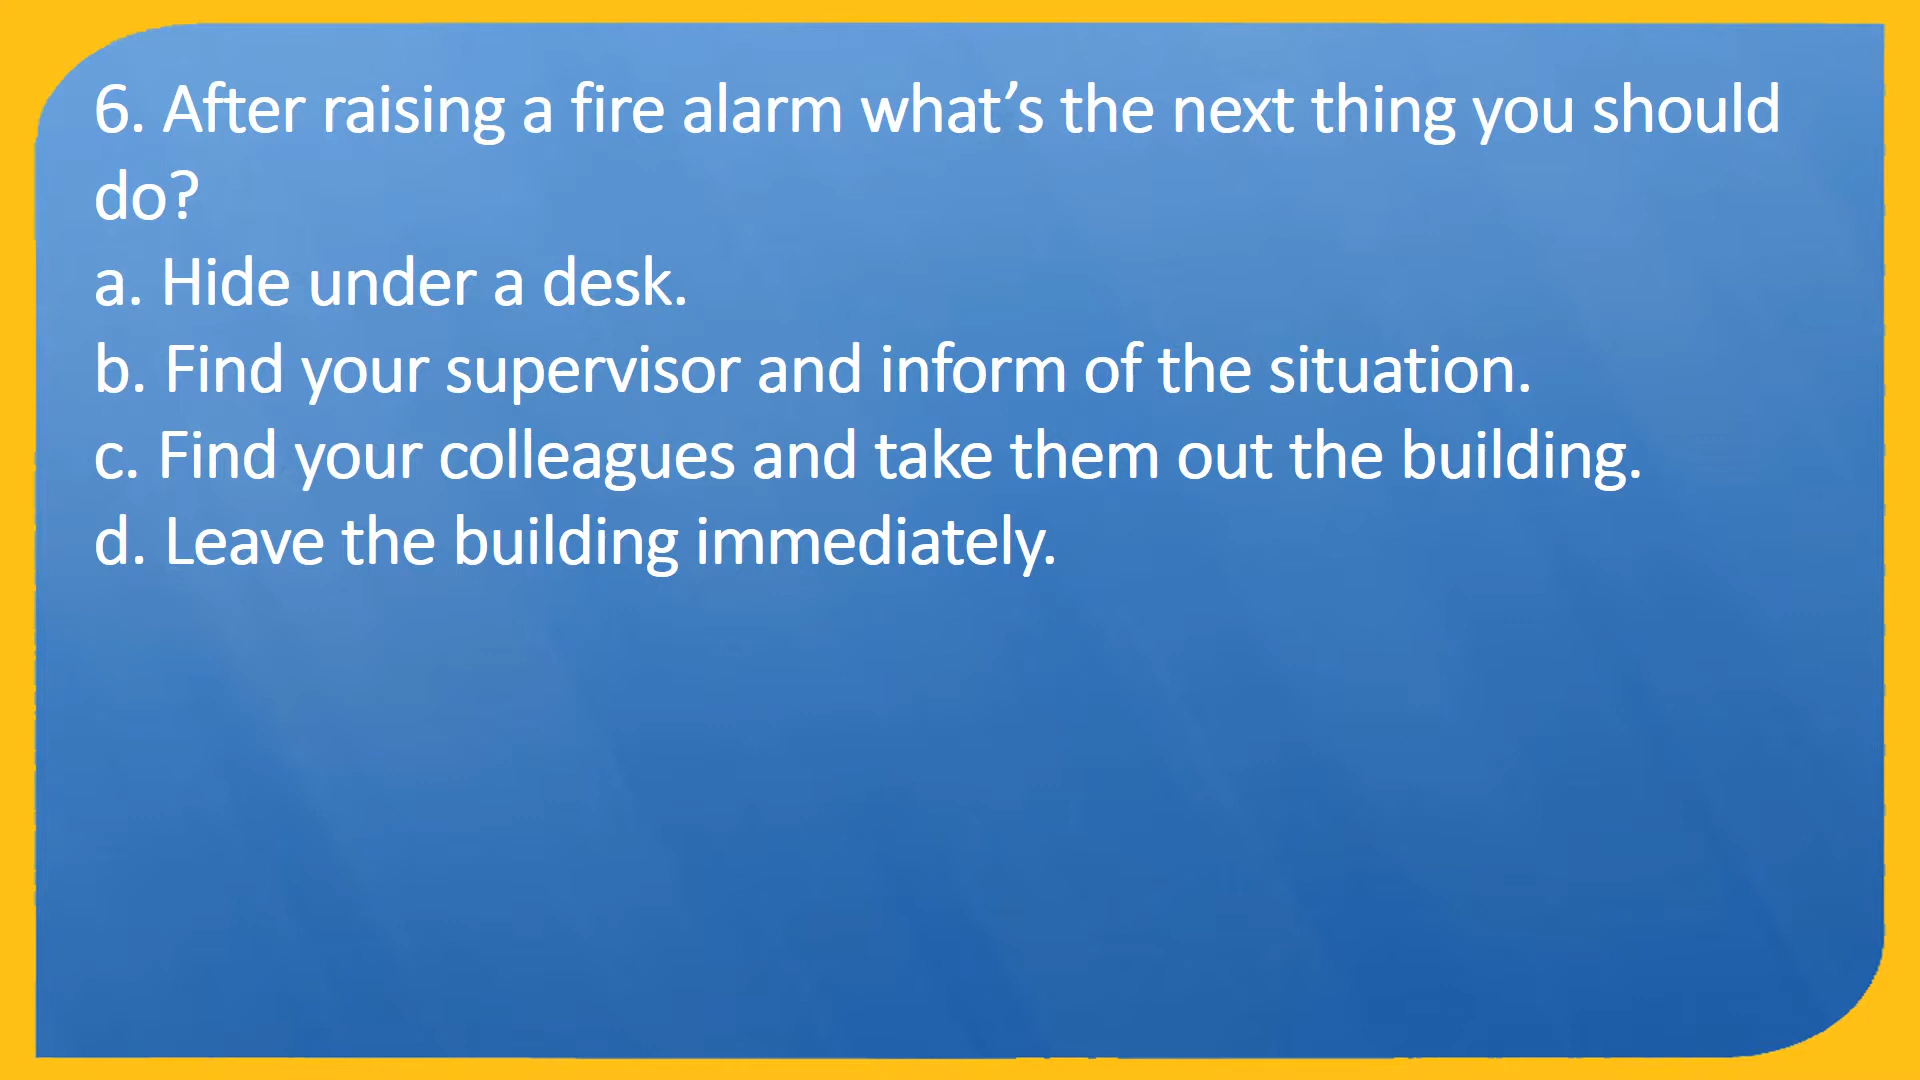 6. After raising a fire alarm what’s the next thing you should
do?
a. Hide under a desk.
b. Find your supervisor and inform of the situation.
c. Find your colleagues and take them out the building.
d. Leave the building immediately.